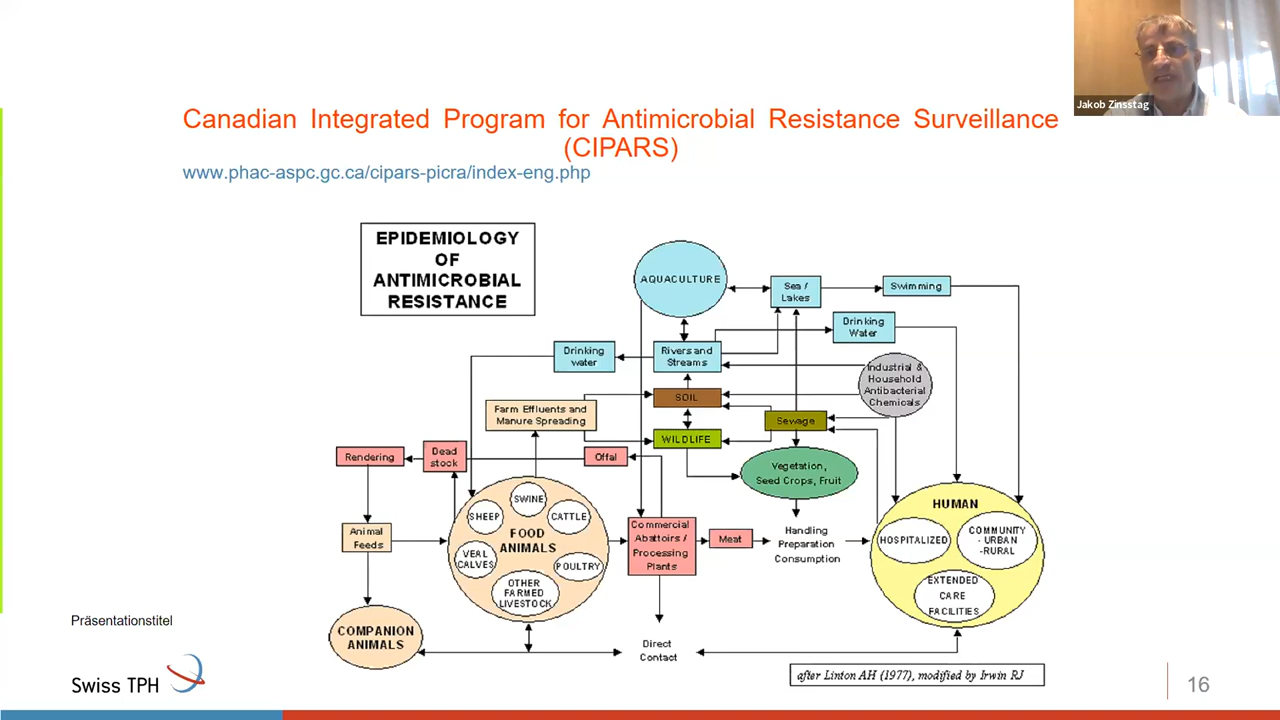 Jakob Zinsstag
Canadian Integrated Program for Antimicrobial Resistance Surveillance
(CIPARS)
www.phac-aspc.gc.ca/cipars-picra/index-eng.php
EPIDEMIOLOGY
OF
ANTIMICROBIAL
RESISTANCE
AQUACULTURE
Sea /
Lakes
Swimming
Drinking
Water
Drinking
water
Rivers and
Streams
Industrial &
Household
Antibacterial
Chemicals
SOIL
Farm Effluents and
Manure Spreading
Sewage
WILDLIFE
Rendering
Dead
stock
Offal
Vegetation,
Seed Crops, Fruit
SWINE
SHEEP
CATTLE
FOOD
ANIMALS
VEAL
CALVES
POULTRY
OTHER
FARMED
LIVESTOCK
Animal
Feeds
Commercial
Abattoirs /
Processing
Plants
Meat
Handling
Preparation
Consumption
HUMAN
HOSPITALIZED
COMMUNITY
- URBAN
-RURAL
EXTENDED
CARE
FACILITIES
COMPANION
ANIMALS
Direct
Contact
after Linton AH (1977), modified by Irwin RJ
Präsentationstitel
Swiss TPH
16